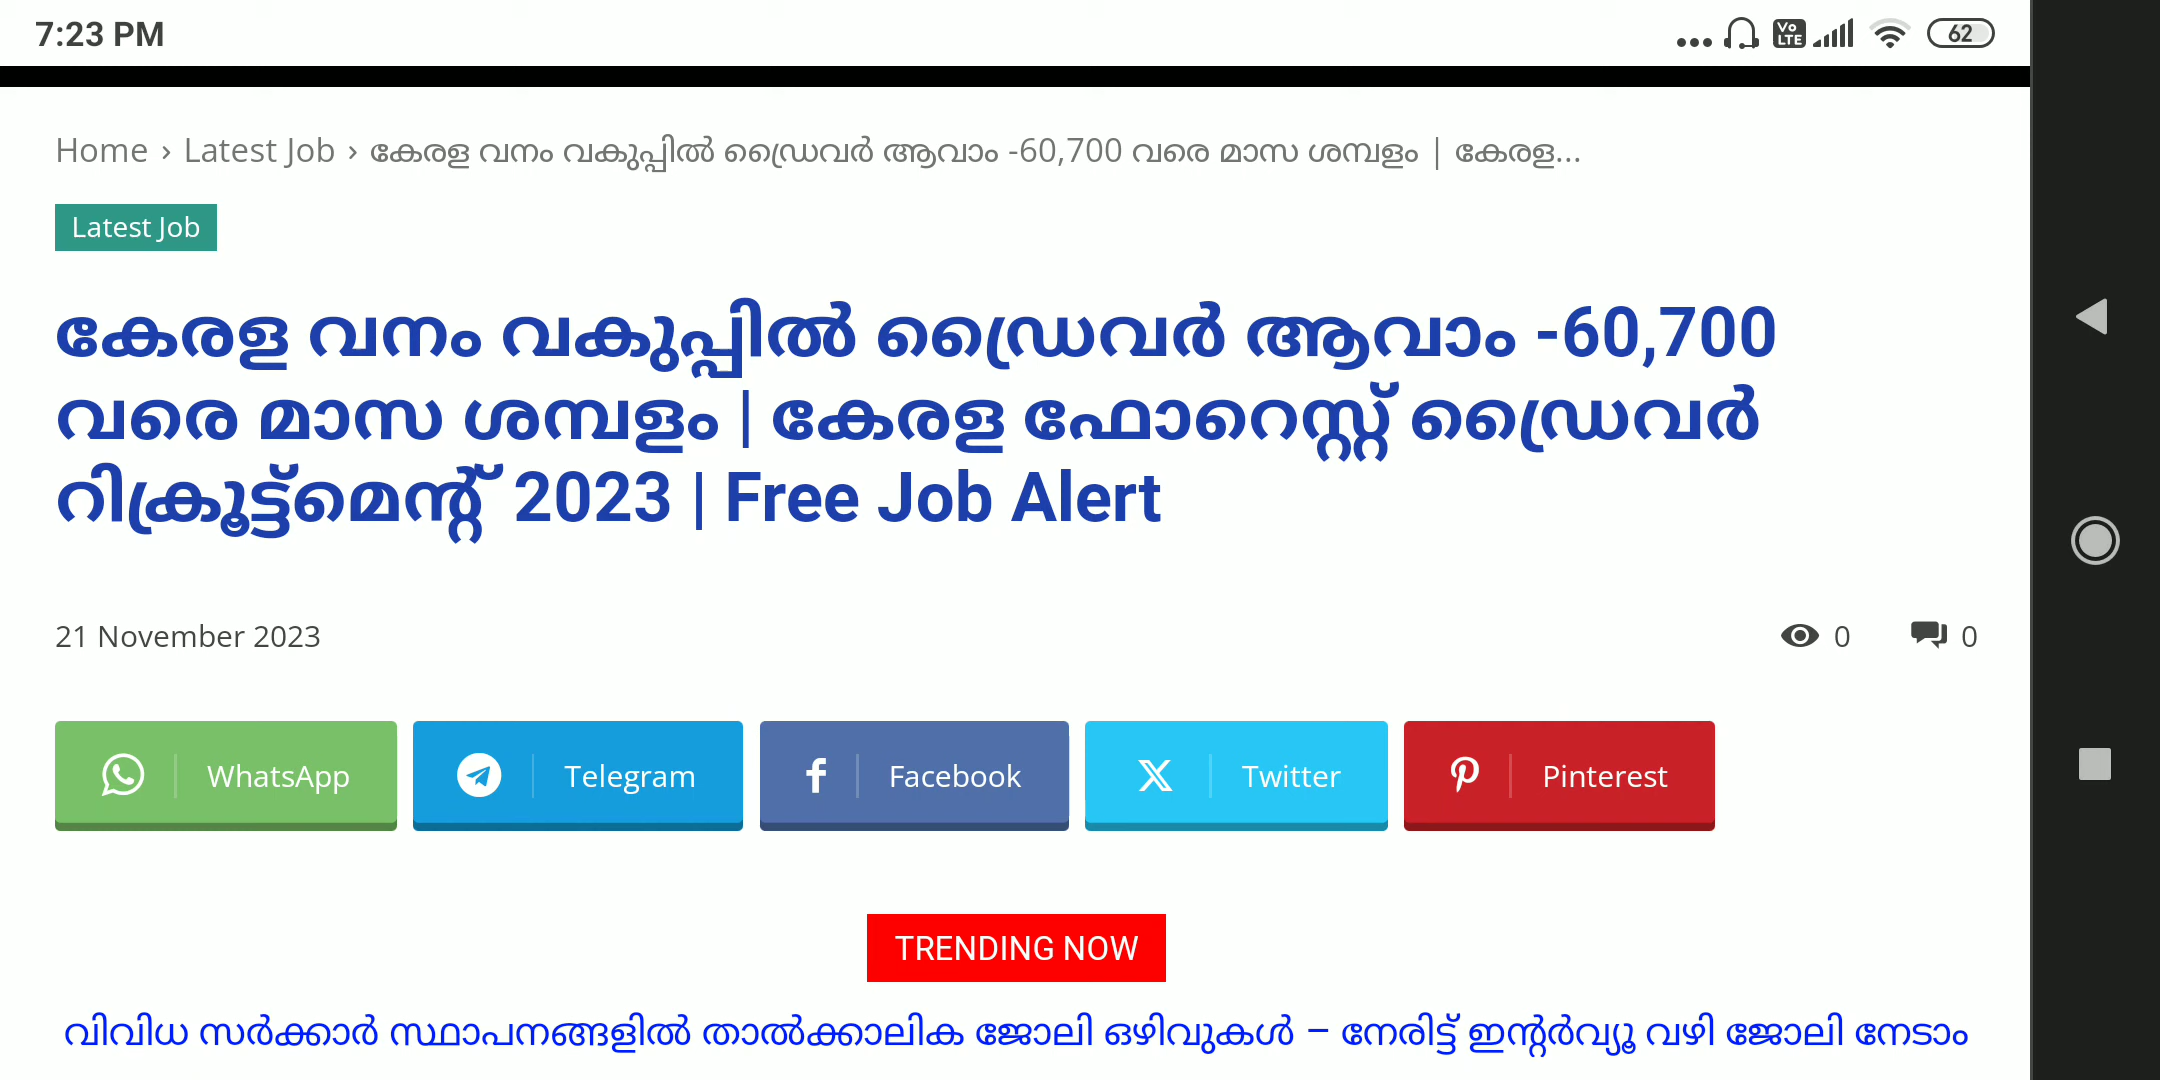 7:23 PM
Vo LTE
62
Home › Latest Job › കേരള വനം വകുപ്പിൽ ഡ്രൈവർ ആവാം -60,700 വരെ മാസ ശമ്പളം | കേരള...
Latest Job
കേരള വനം വകുപ്പിൽ ഡ്രൈവർ ആവാം -60,700
വരെ മാസ ശമ്പളം | കേരള ഫോറെസ്റ്റ് ഡ്രൈവർ
റിക്രൂട്ട്മെന്റ് 2023 | Free Job Alert
21 November 2023 0 0
WhatsApp Telegram Facebook Twitter Pinterest
TRENDING NOW
വിവിധ സർക്കാർ സ്ഥാപനങ്ങളിൽ താൽക്കാലിക ജോലി ഒഴിവുകൾ – നേരിട്ട് ഇന്റർവ്യൂ വഴി ജോലി നേടാം